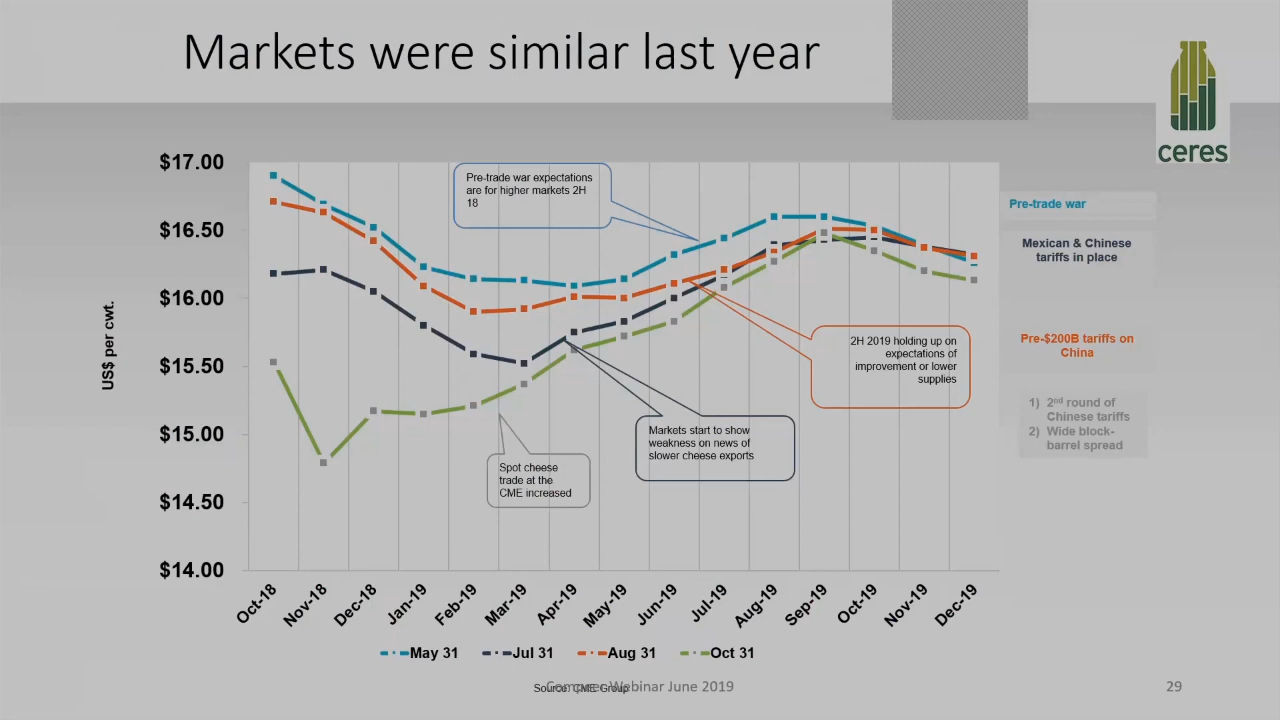 Markets were similar last year
ceres
$17.00
$16.50
$16.00
$15.50
$15.00
$14.50
$14.00
US$ per cwt.
Pre-trade war expectations
are for higher markets 2H
18
2H 2019 holding up on
expectations of
improvement or lower
supplies
Markets start to show
weakness on news of
slower cheese exports
Spot cheese
trade at the
CME increased
Pre-trade war
Mexican & Chinese
tariffs in place
Pre-$200B tariffs on
China
1) 2nd round of
Chinese tariffs
2) Wide block-
barrel spread
Oct-18
Nov-18
Dec-18
Jan-19
Feb-19
Mar-19
Apr-19
May-19
Jun-19
Jul-19
Aug-19
Sep-19
Oct-19
Nov-19
Dec-19
May 31
Jul 31
Aug 31
Oct 31
Source: CME Group
Webinar June 2019
29